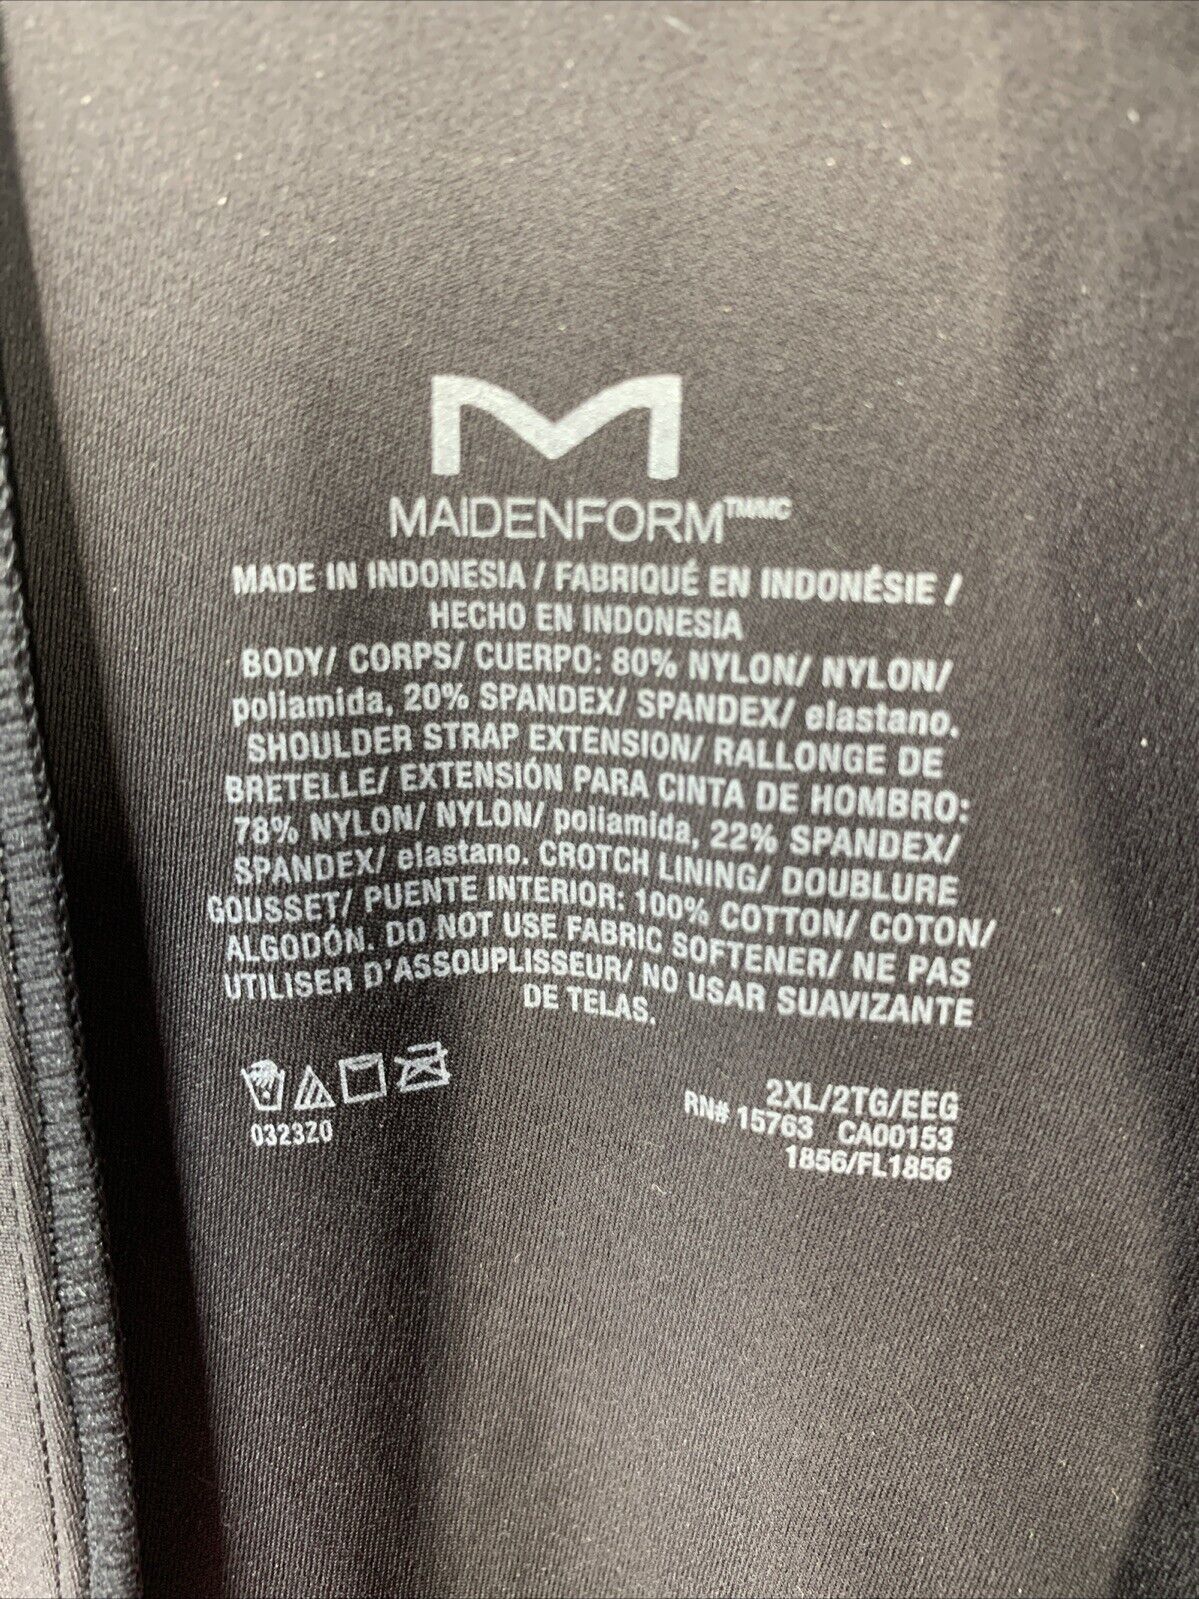 M
MAIDENFORM™MC
MADE IN INDONESIA / FABRIQUÉ EN INDONÉSIE /
HECHO EN INDONESIA
BODY/ CORPS/ CUERPO: 80% NYLON/ NYLON/
poliamida, 20% SPANDEX/ SPANDEX/ elastano.
SHOULDER STRAP EXTENSION/ RALLONGE DE
BRETELLE/ EXTENSIÓN PARA CINTA DE HOMBRO:
78% NYLON/ NYLON/ poliamida, 22% SPANDEX/
SPANDEX/ elastano. CROTCH LINING/ DOUBLURE
GOUSSET/ PUENTE INTERIOR: 100% COTTON/ COTON/
ALGODÓN. DO NOT USE FABRIC SOFTENER/ NE PAS
UTILISER D'ASSOUPLISSEUR/ NO USAR SUAVIZANTE
DE TELAS.
0323Z0
2XL/2TG/EEG
RN# 15763 CA00153
1856/FL1856